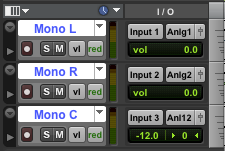 I / O
Mono L
Input 1 Anlg1
S M vl red
vol 0.0
Mono R
Input 2 Anlg1
S M vl red
vol 0.0
Mono C
Input 3 Anl12
S M vl red
-12.0 0